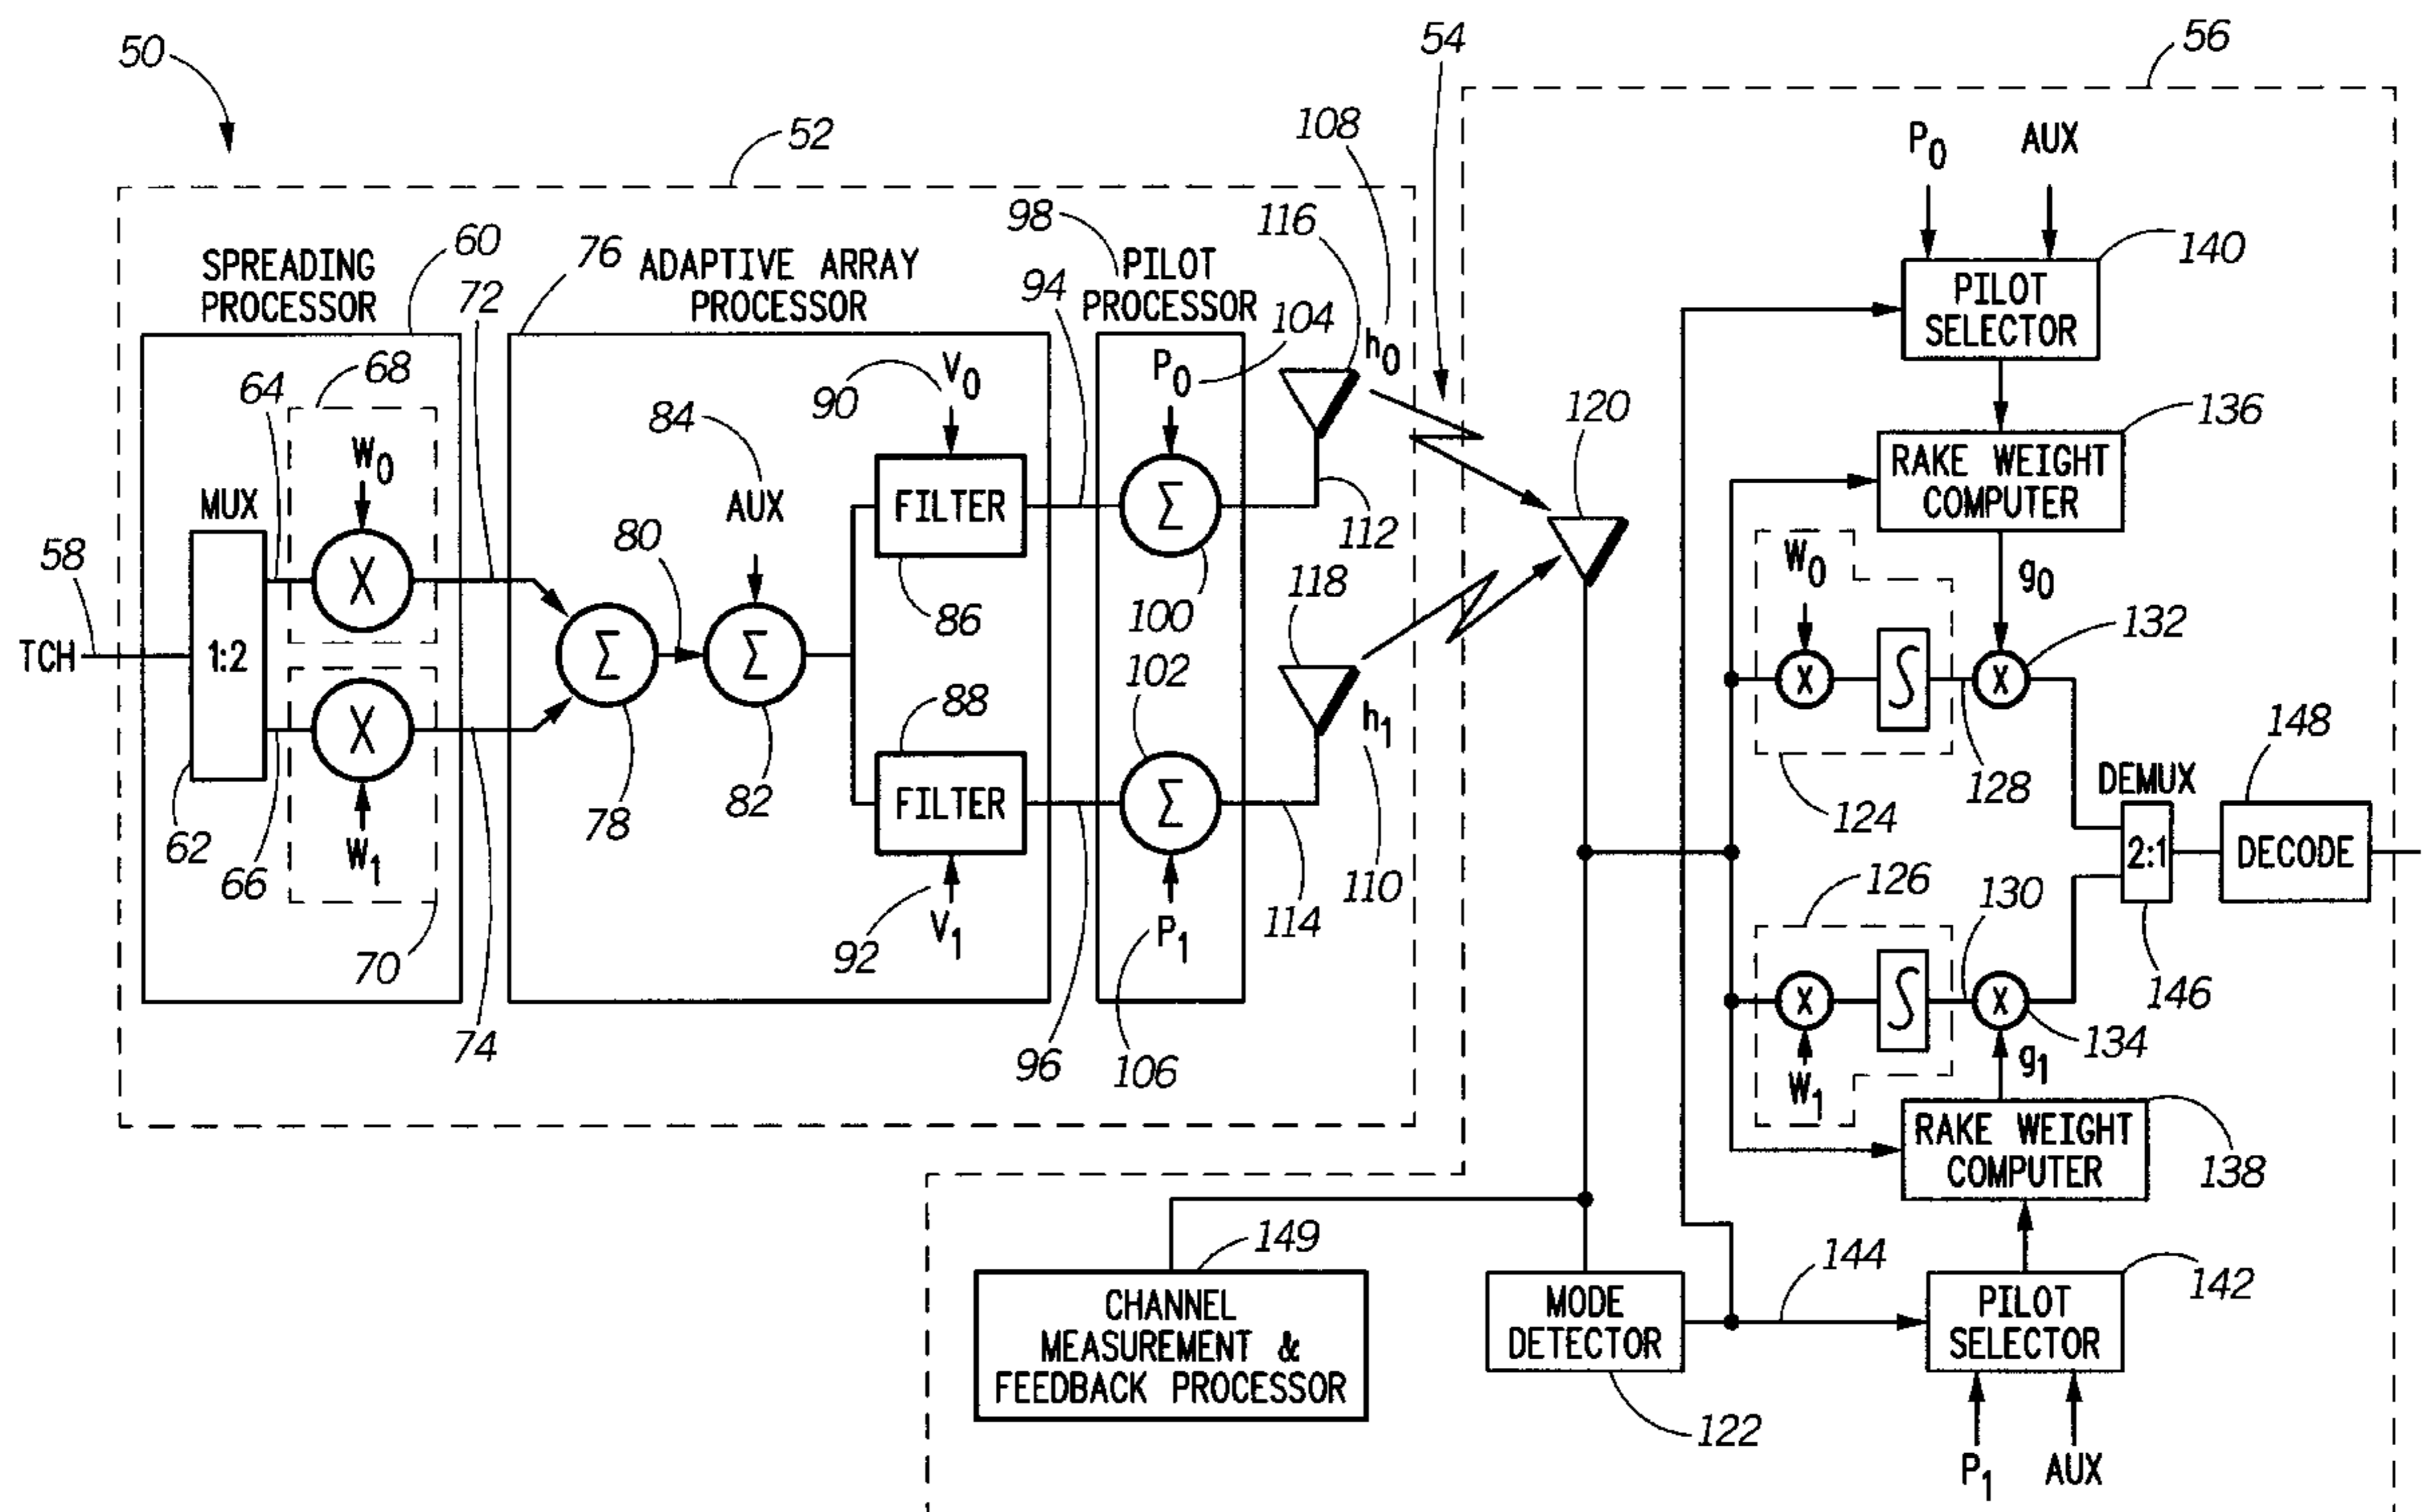 50
52
54
56
58
TCH
SPREADING
PROCESSOR
60
MUX
1:2
62
64
66
68
W0
X
70
X
W1
72
74
76
ADAPTIVE ARRAY
PROCESSOR
Σ
78
80
Σ
82
84
AUX
FILTER
86
88
FILTER
90
V0
92
V1
94
96
98
PILOT
PROCESSOR
Σ
100
102
Σ
104
P0
106
P1
108
h0
110
h1
112
114
116
118
120
P0
AUX
PILOT
SELECTOR
140
RAKE WEIGHT
COMPUTER
136
W0
g0
X
∫
X
132
124
128
DEMUX
2:1
146
DECODE
148
126
130
X
∫
X
134
W1
g1
RAKE WEIGHT
COMPUTER
138
144
PILOT
SELECTOR
142
P1
AUX
MODE
DETECTOR
122
149
CHANNEL
MEASUREMENT &
FEEDBACK PROCESSOR